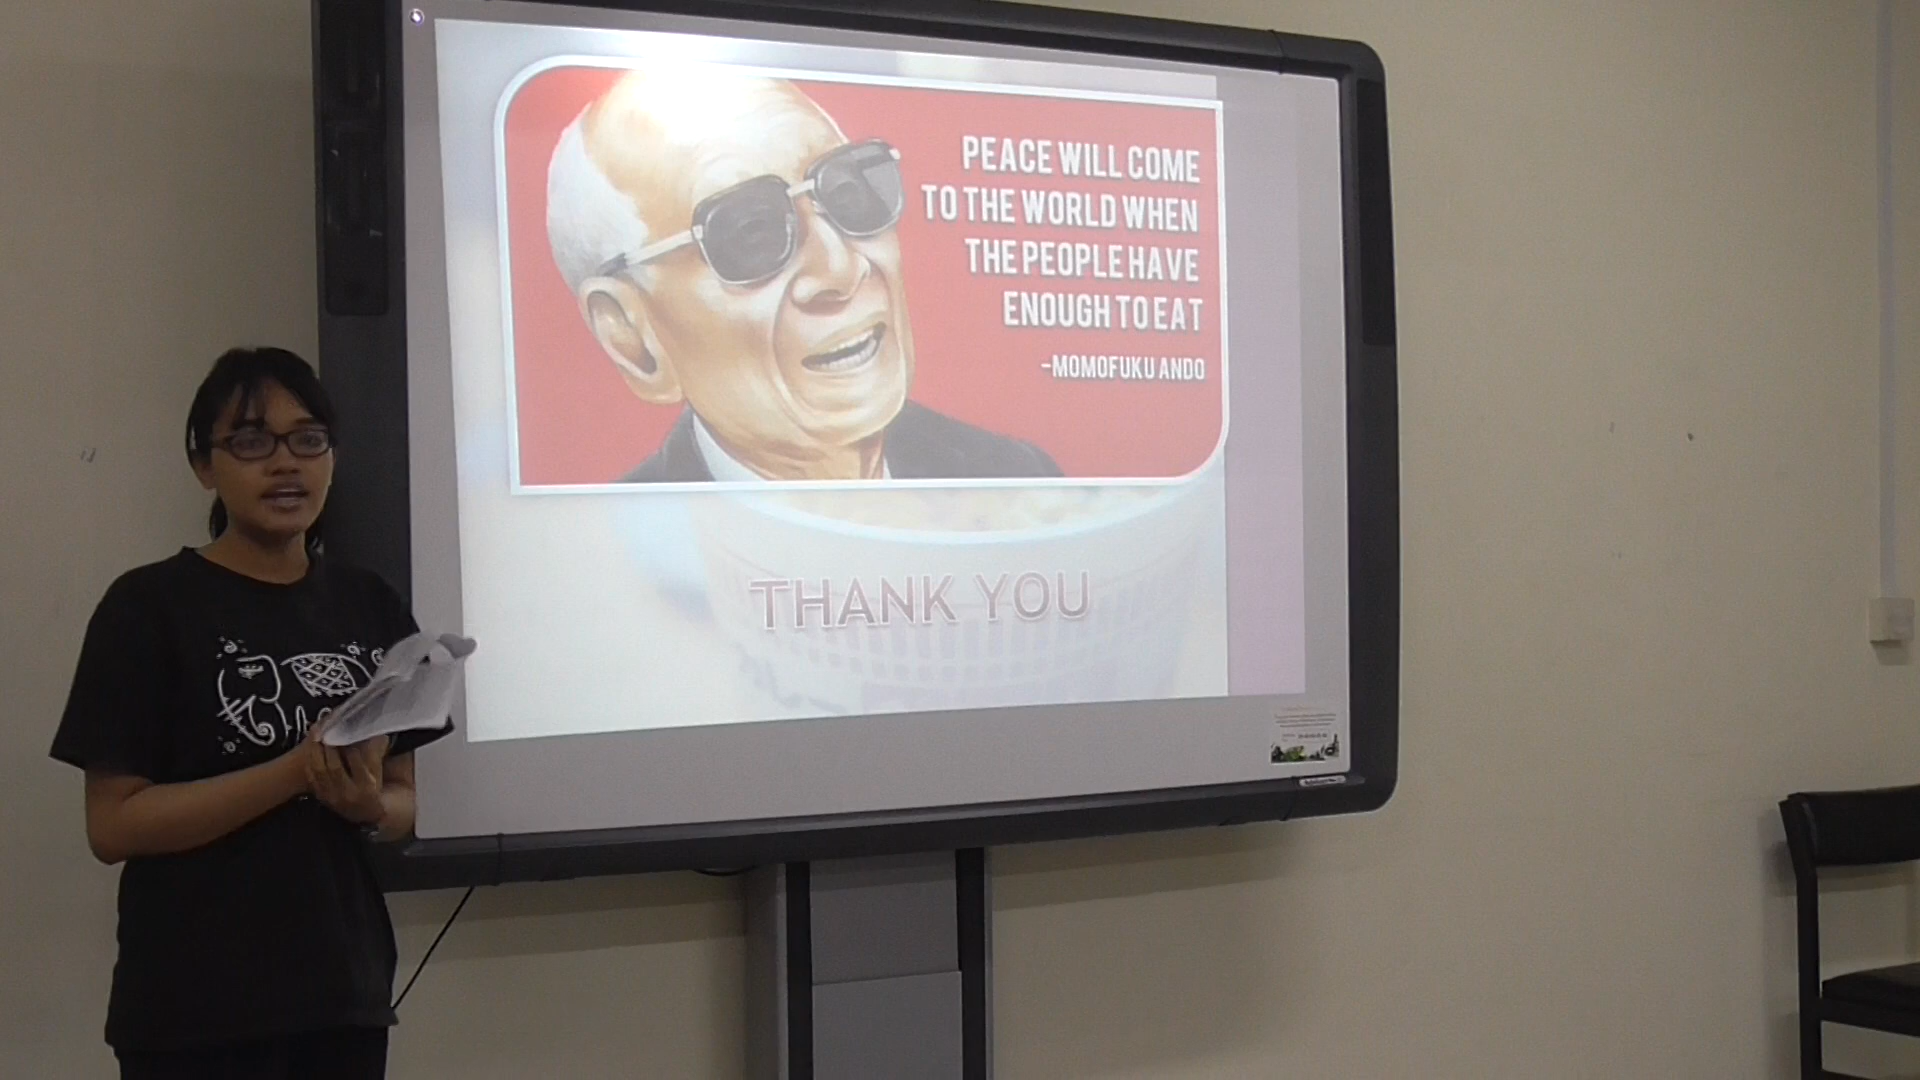 PEACE WILL COME
TO THE WORLD WHEN
THE PEOPLE HAVE
ENOUGH TO EAT
-MOMOFUKU ANDO
THANK YOU